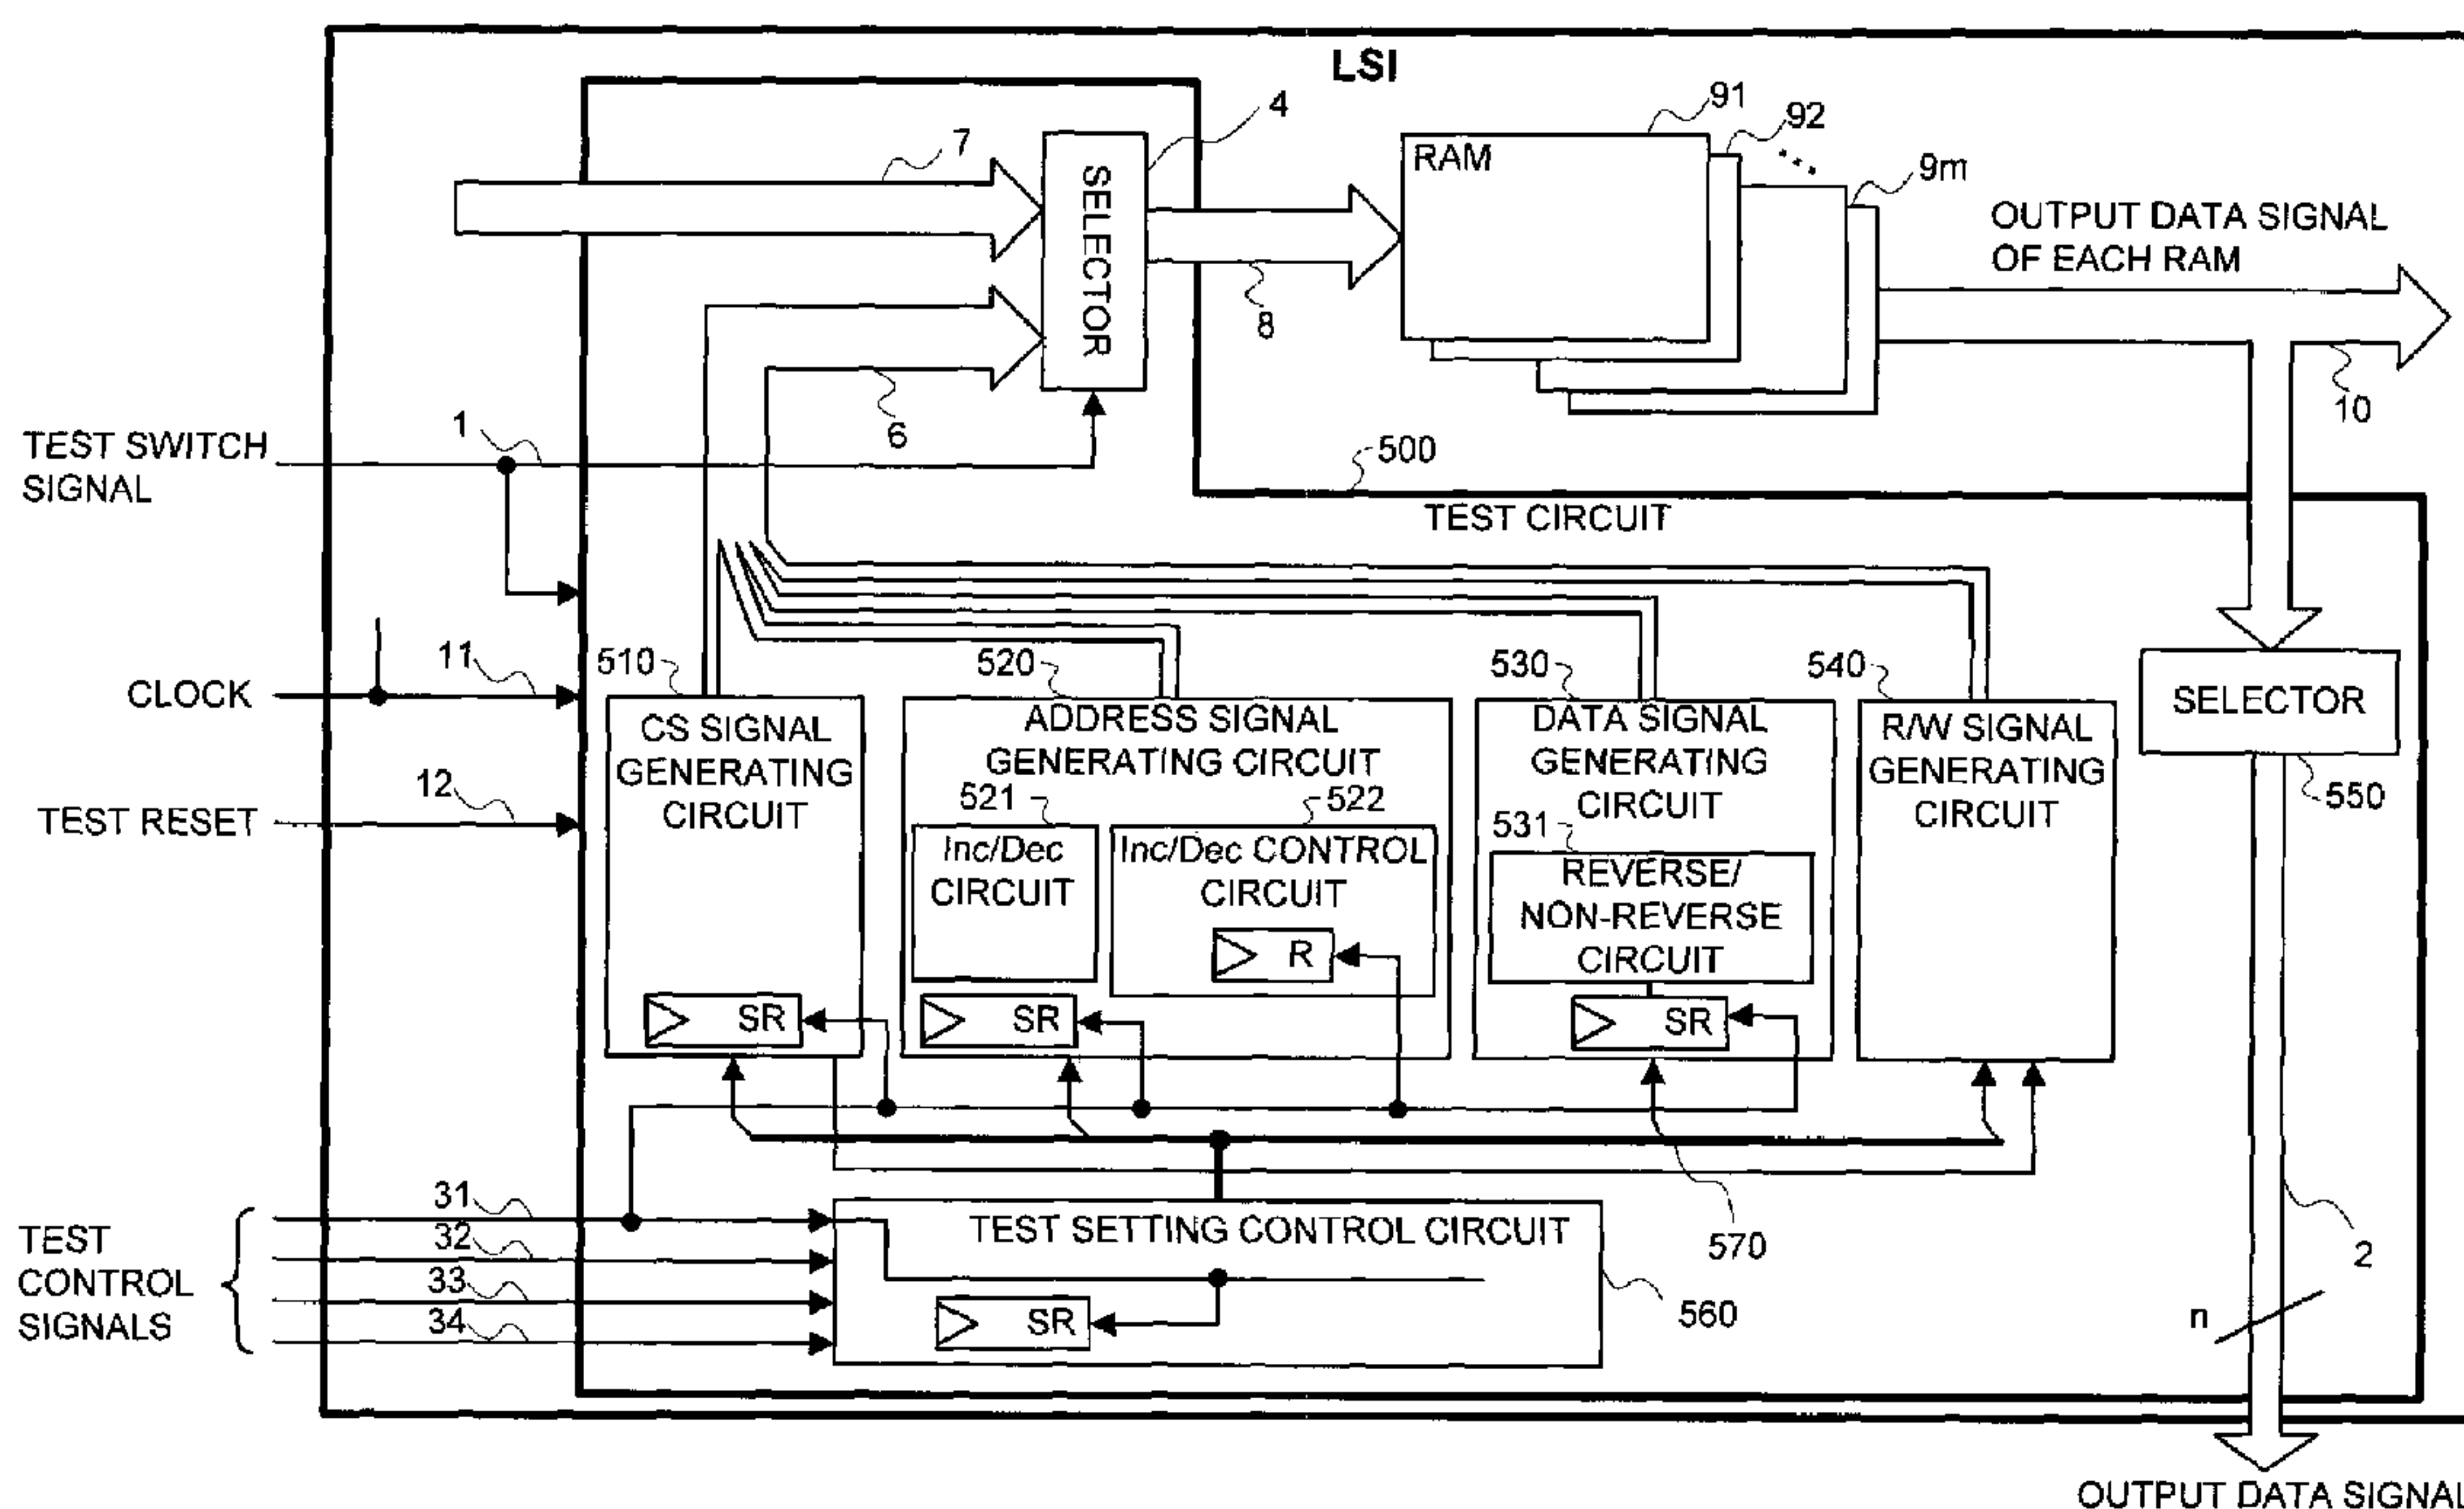 LSI
91
92
9m
4
7
RAM
SELECTOR
OUTPUT DATA SIGNAL
OF EACH RAM
8
10
6
1
TEST SWITCH
SIGNAL
500
TEST CIRCUIT
11
CLOCK
510
520
530
540
SELECTOR
550
CS SIGNAL
GENERATING
CIRCUIT
ADDRESS SIGNAL
GENERATING CIRCUIT
DATA SIGNAL
GENERATING
CIRCUIT
R/W SIGNAL
GENERATING
CIRCUIT
12
TEST RESET
521
522
531
Inc/Dec
CIRCUIT
Inc/Dec CONTROL
CIRCUIT
R
REVERSE/
NON-REVERSE
CIRCUIT
SR
SR
SR
31
32
33
34
TEST
CONTROL
SIGNALS
TEST SETTING CONTROL CIRCUIT
SR
570
560
2
n
OUTPUT DATA SIGNAL